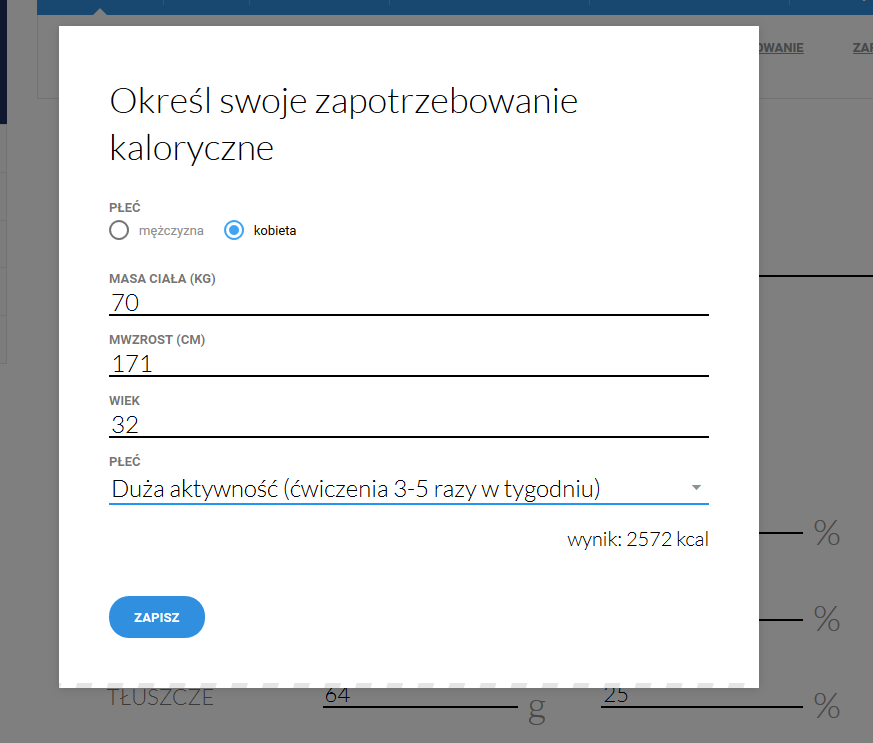 OWANIE ZAP
Określ swoje zapotrzebowanie
kaloryczne
PŁEĆ
mężczyzna kobieta
MASA CIAŁA (KG)
70
MWZROST (CM)
171
WIEK
32
PŁEĆ
Duża aktywność (ćwiczenia 3-5 razy w tygodniu)
wynik: 2572 kcal
%
ZAPISZ
%
TŁUSZCZE 64 g 25 %